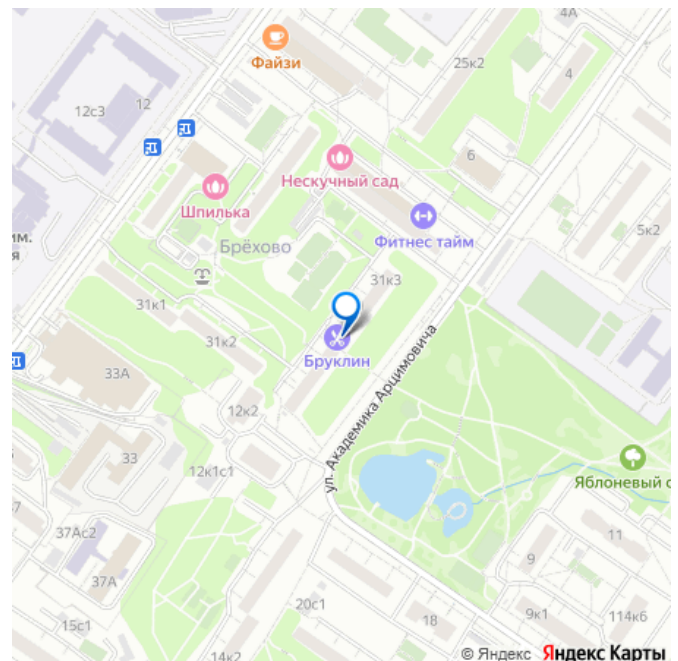 4А
Файзи
25к2
4
12с3
12
6
Нескучный сад
Шпилька
Фитнес тайм
5к2
им.
я
Брёхово
31к3
31к1
31к2
Бруклин
33А
ул. Академика Арцимовича
12к2
33
12к1с1
Яблоневый с
37
37Ас2
11
9
37А
20с1
18
9к1
114к6
15с1
14к2
© Яндекс Яндекс Карты